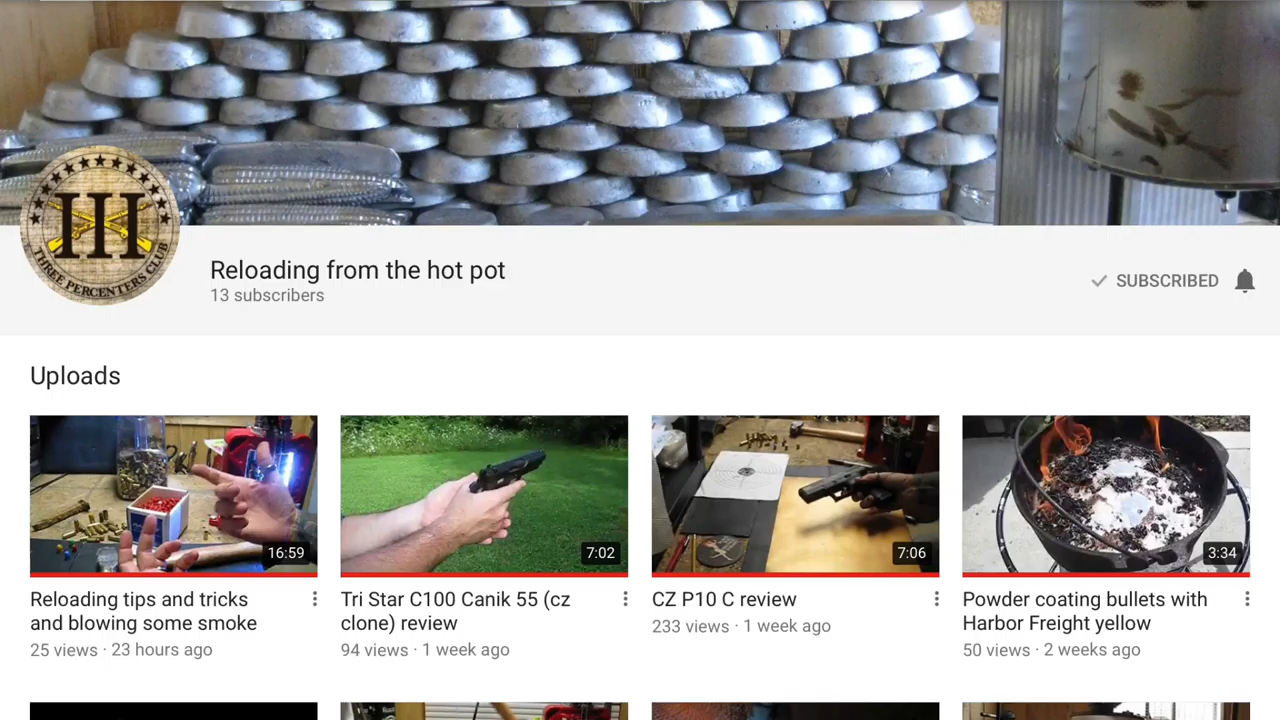 III
THREE PERCENTERS CLUB
Reloading from the hot pot
13 subscribers
SUBSCRIBED
Uploads
16:59
7:02
7:06
3:34
Reloading tips and tricks
and blowing some smoke
25 views · 23 hours ago
Tri Star C100 Canik 55 (cz
clone) review
94 views · 1 week ago
CZ P10 C review
233 views · 1 week ago
Powder coating bullets with
Harbor Freight yellow
50 views · 2 weeks ago